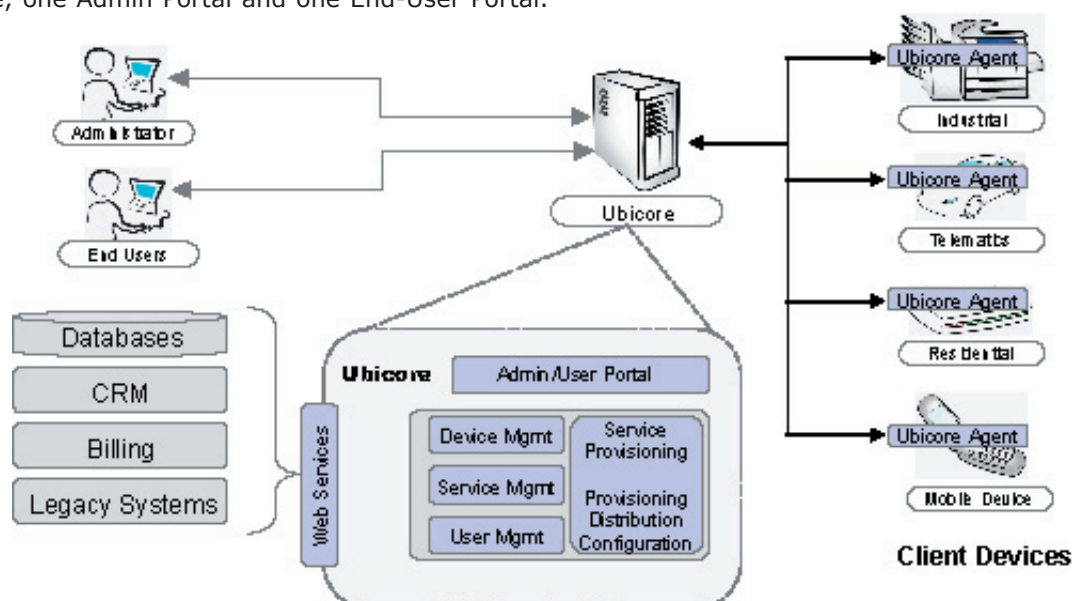 e, one Admin Portal and one End-User Portal.
Administrator
End Users
Ubicore
Ubicore Agent
Industrial
Ubicore Agent
Telematics
Ubicore Agent
Residential
Ubicore Agent
Mobile Device
Client Devices
Databases
CRM
Billing
Legacy Systems
Web Services
Ubicore
Admin/User Portal
Device Mgmt
Service Mgmt
User Mgmt
Service
Provisioning
Provisioning
Distribution
Configuration